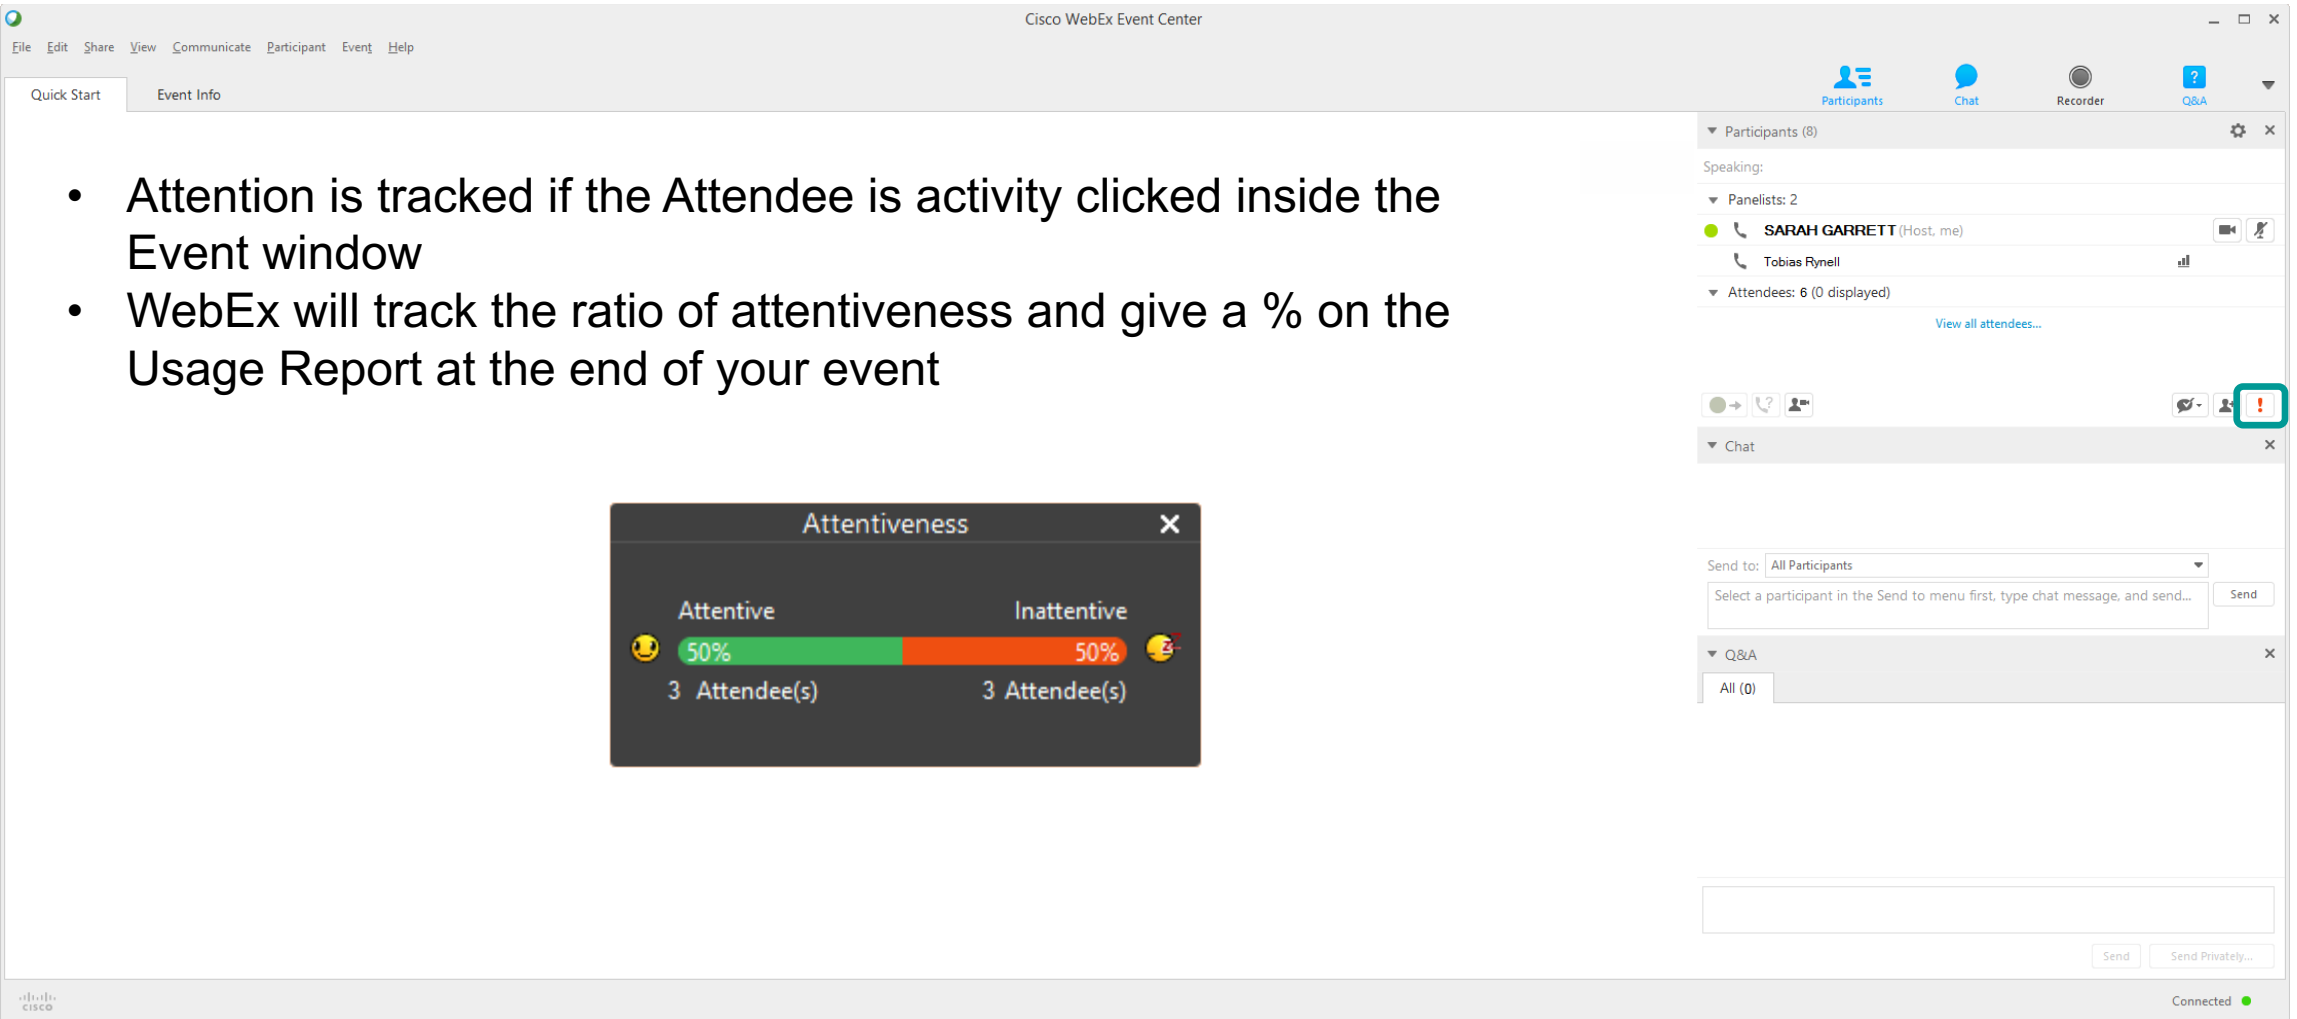 Cisco WebEx Event Center
File Edit Share View Communicate Participant Event Help
Quick Start Event Info
Participants Chat Recorder Q&A
• Attention is tracked if the Attendee is activity clicked inside the
Event window
• WebEx will track the ratio of attentiveness and give a % on the
Usage Report at the end of your event
Attentiveness
Attentive Inattentive
50% 50%
3 Attendee(s) 3 Attendee(s)
Participants (8)
Speaking:
Panelists: 2
SARAH GARRETT (Host, me)
Tobias Rynell
Attendees: 6 (0 displayed)
View all attendees...
Chat
Send to: All Participants
Select a participant in the Send to menu first, type chat message, and send... Send
Q&A
All (0)
Send Send Privately...
cisco
Connected